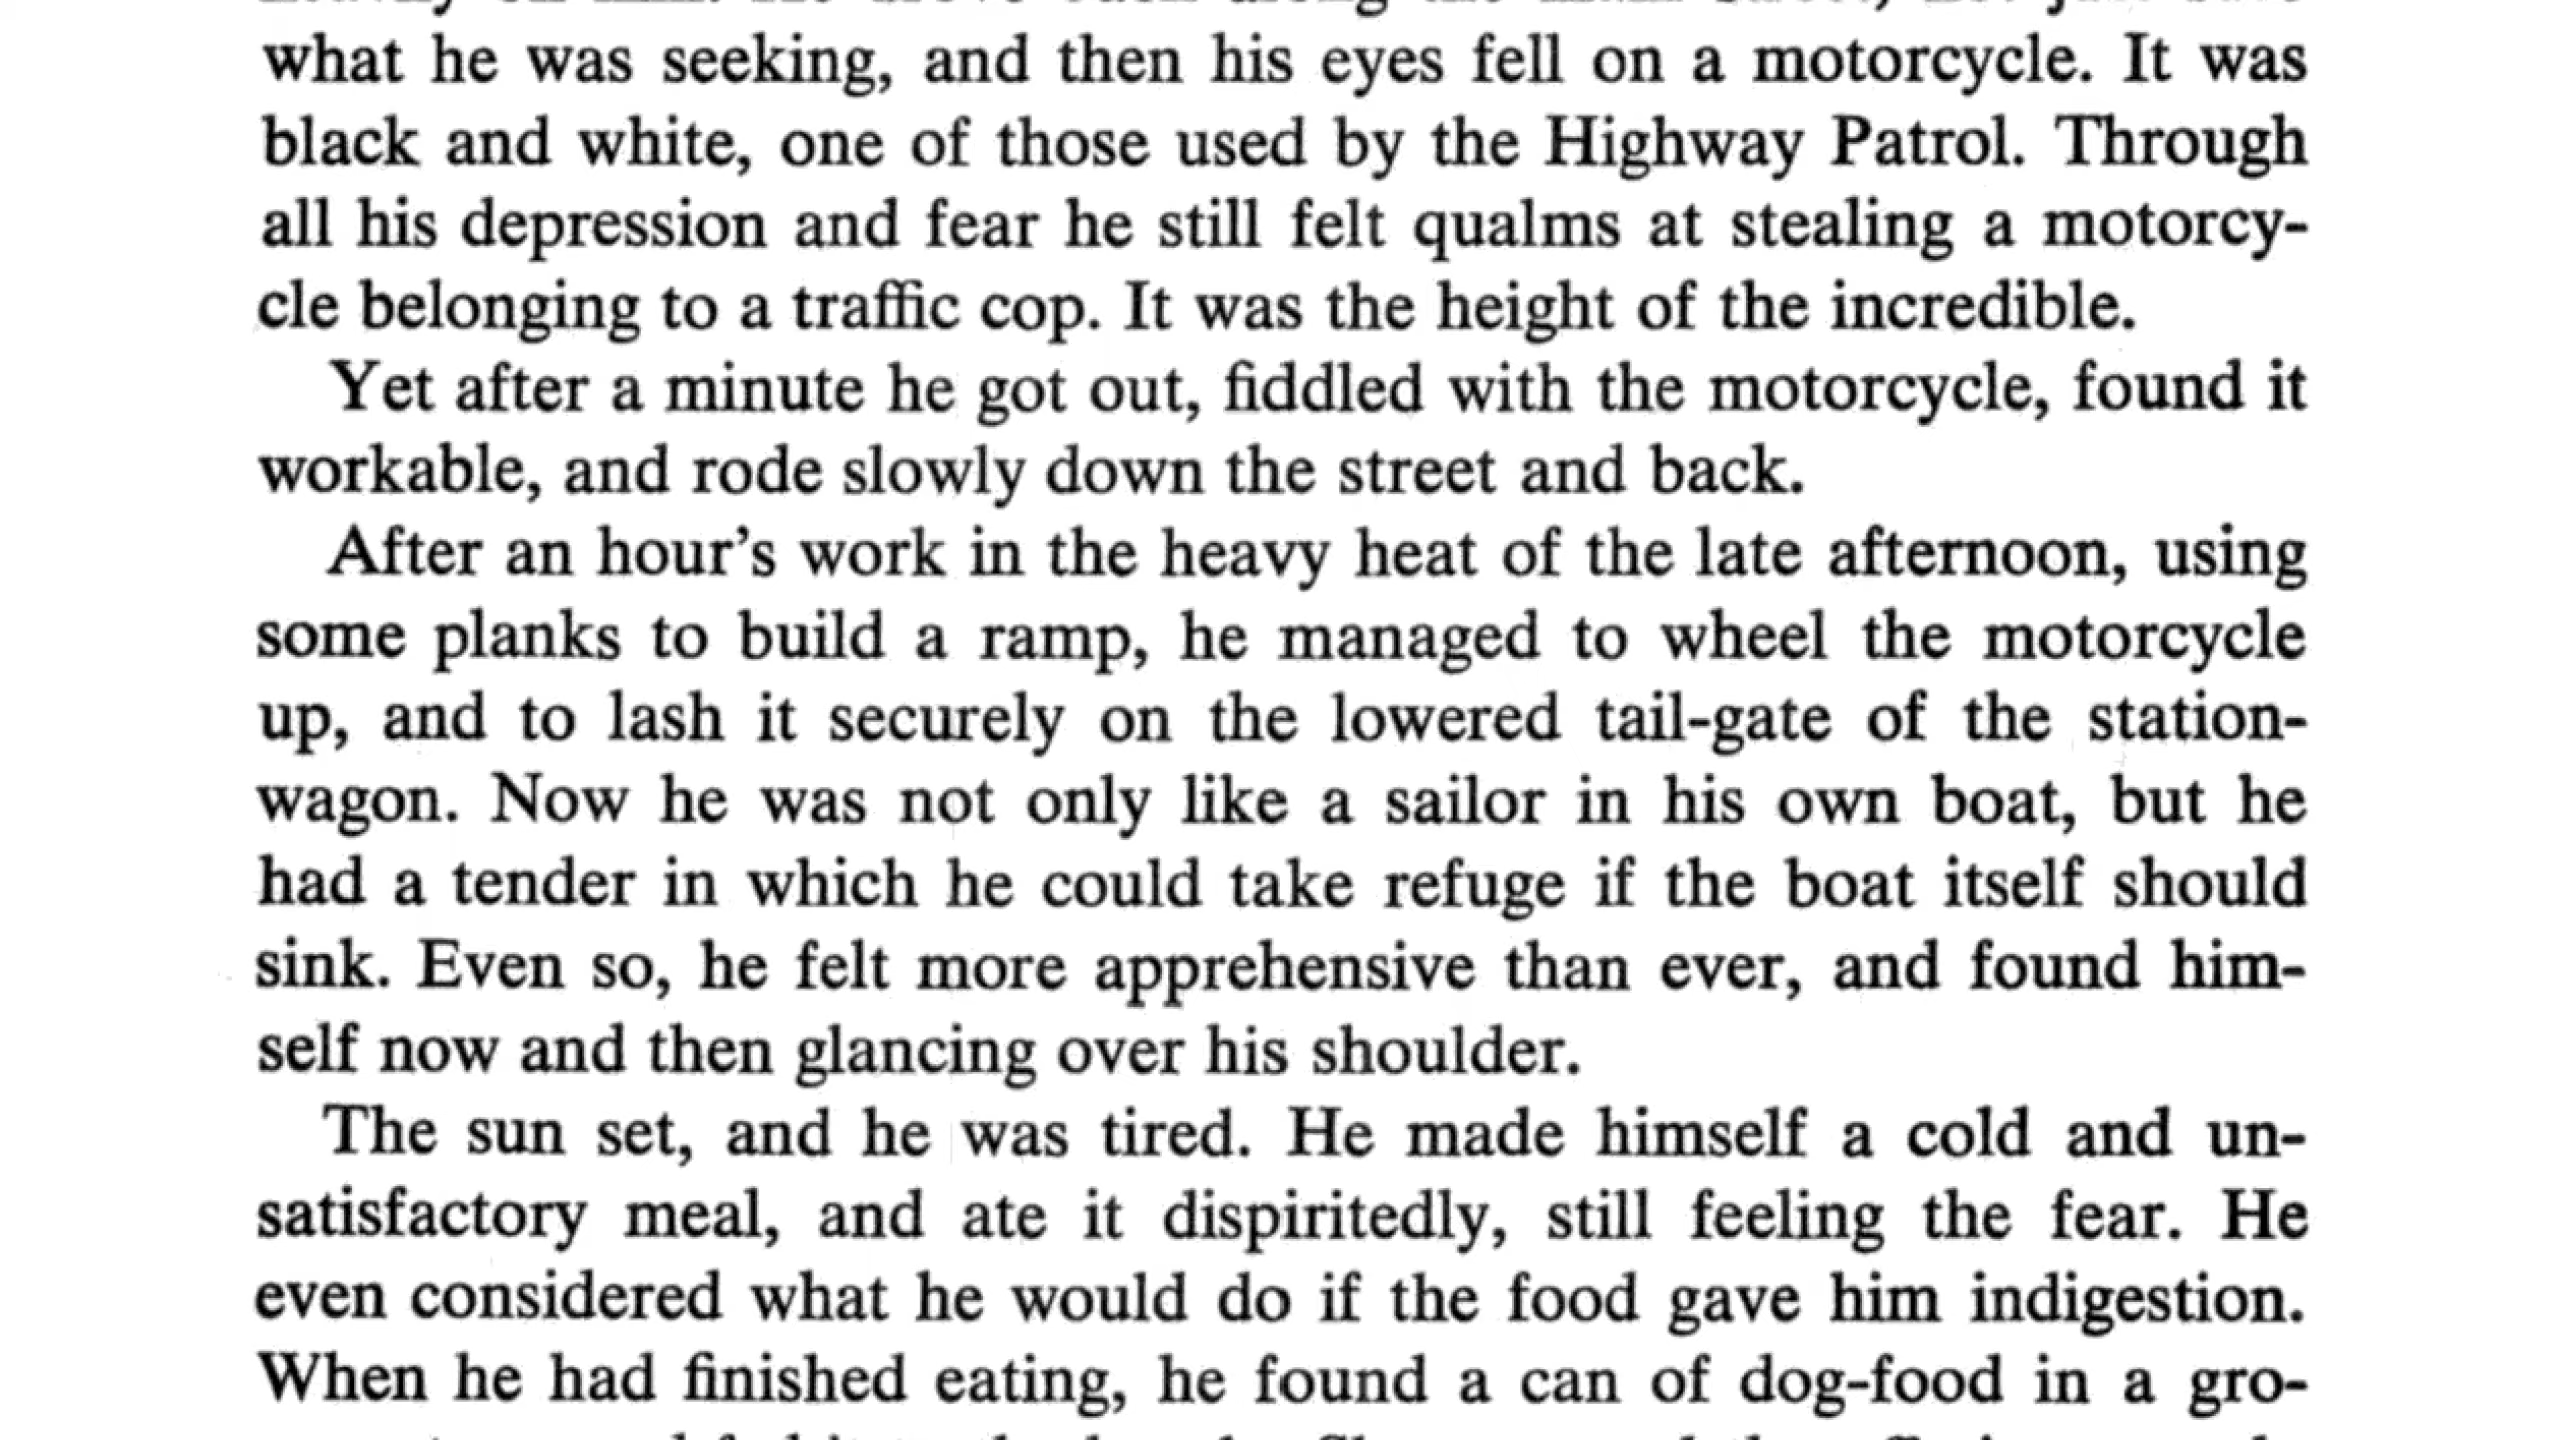 what he was seeking, and then his eyes fell on a motorcycle. It was
black and white, one of those used by the Highway Patrol. Through
all his depression and fear he still felt qualms at stealing a motorcy-
cle belonging to a traffic cop. It was the height of the incredible.
Yet after a minute he got out, fiddled with the motorcycle, found it
workable, and rode slowly down the street and back.
After an hour's work in the heavy heat of the late afternoon, using
some planks to build a ramp, he managed to wheel the motorcycle
up, and to lash it securely on the lowered tail-gate of the station-
wagon. Now he was not only like a sailor in his own boat, but he
had a tender in which he could take refuge if the boat itself should
sink. Even so, he felt more apprehensive than ever, and found him-
self now and then glancing over his shoulder.
The sun set, and he was tired. He made himself a cold and un-
satisfactory meal, and ate it dispiritedly, still feeling the fear. He
even considered what he would do if the food gave him indigestion.
When he had finished eating, he found a can of dog-food in a gro-